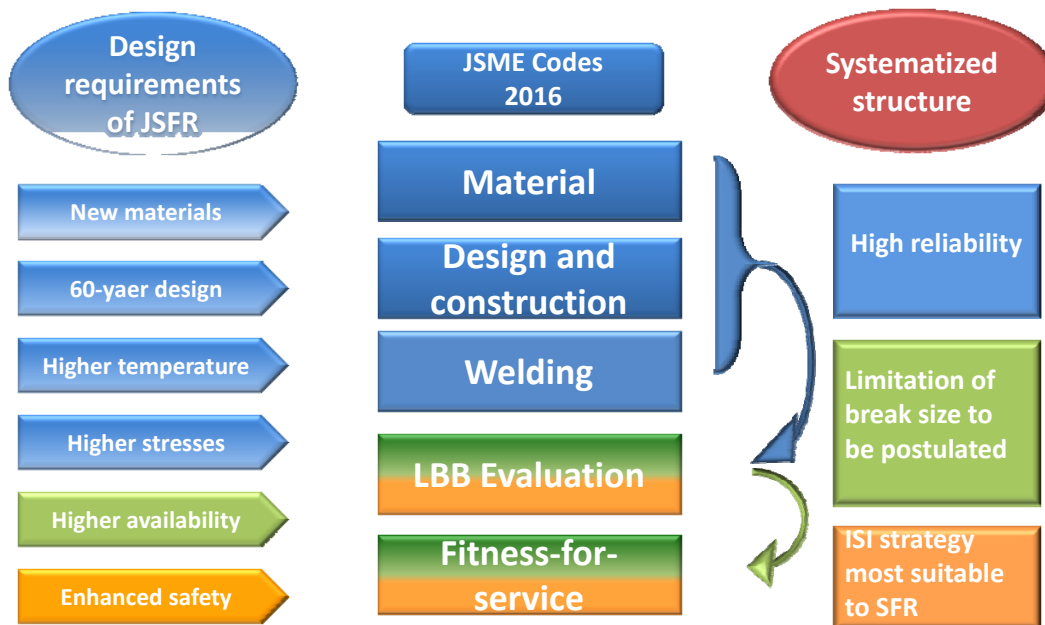 Design
requirements
of JSFR
New materials
60-yaer design
Higher temperature
Higher stresses
Higher availability
Enhanced safety
JSME Codes
2016
Material
Design and
construction
Welding
LBB Evaluation
Fitness-for-
service
Systematized
structure
High reliability
Limitation of
break size to
be postulated
ISI strategy
most suitable
to SFR